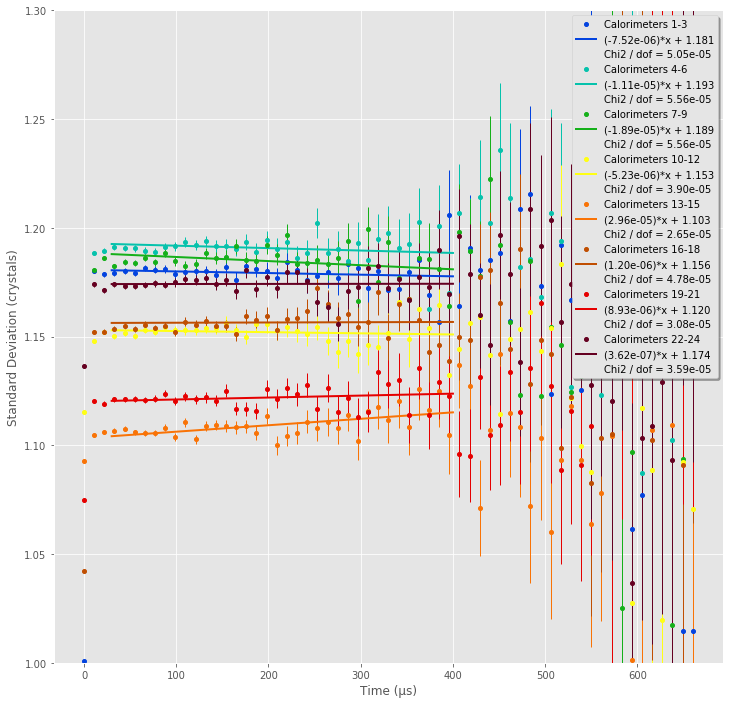 1.30
1.25
1.20
1.15
1.10
1.05
1.00
Standard Deviation (crystals)
0
100
200
300
400
500
600
Time (µs)
Calorimeters 1-3
(-7.52e-06)*x + 1.181
Chi2 / dof = 5.05e-05
Calorimeters 4-6
(-1.11e-05)*x + 1.193
Chi2 / dof = 5.56e-05
Calorimeters 7-9
(-1.89e-05)*x + 1.189
Chi2 / dof = 5.56e-05
Calorimeters 10-12
(-5.23e-06)*x + 1.153
Chi2 / dof = 3.90e-05
Calorimeters 13-15
(2.96e-05)*x + 1.103
Chi2 / dof = 2.65e-05
Calorimeters 16-18
(1.20e-06)*x + 1.156
Chi2 / dof = 4.78e-05
Calorimeters 19-21
(8.93e-06)*x + 1.120
Chi2 / dof = 3.08e-05
Calorimeters 22-24
(3.62e-07)*x + 1.174
Chi2 / dof = 3.59e-05